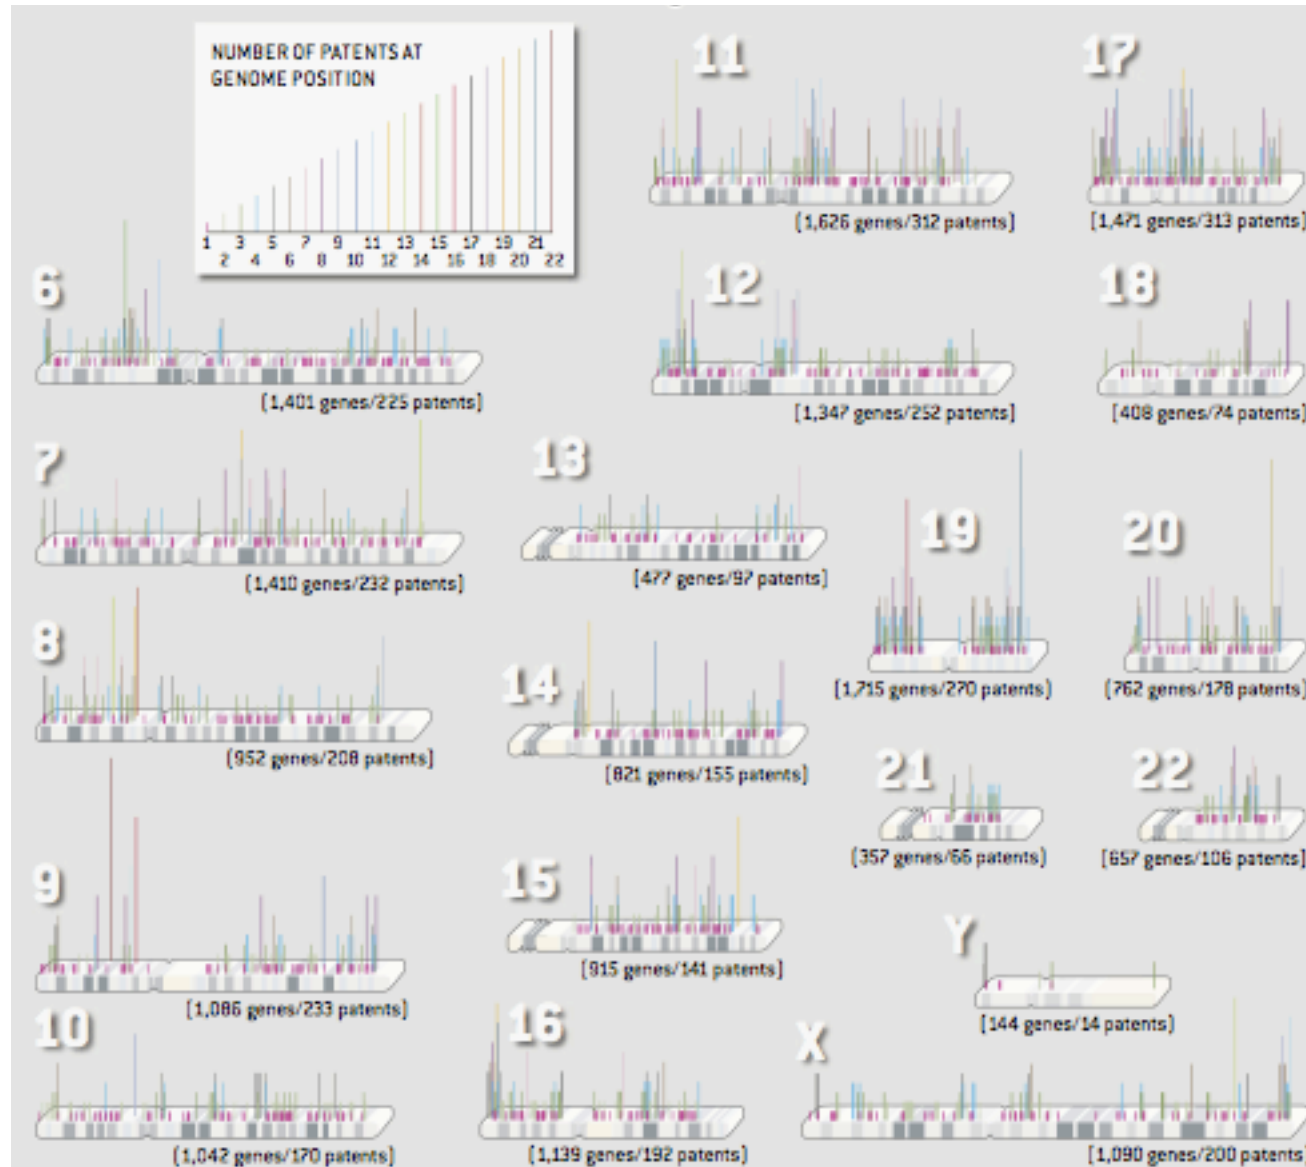 NUMBER OF PATENTS AT
GENOME POSITION
1 3 5 7 9 11 13 15 17 19 21
2 4 6 8 10 12 14 16 18 20 22
6
[1,401 genes/225 patents]
7
[1,410 genes/232 patents]
8
[952 genes/208 patents]
9
[1,086 genes/233 patents]
10
[1,042 genes/170 patents]
11
[1,626 genes/312 patents]
12
[1,347 genes/252 patents]
13
[477 genes/97 patents]
14
[821 genes/155 patents]
15
[915 genes/141 patents]
16
[1,139 genes/192 patents]
17
[1,471 genes/313 patents]
18
[408 genes/74 patents]
19
[1,715 genes/270 patents]
20
[762 genes/178 patents]
21
[357 genes/66 patents]
22
[657 genes/106 patents]
Y
[144 genes/14 patents]
X
[1,090 genes/200 patents